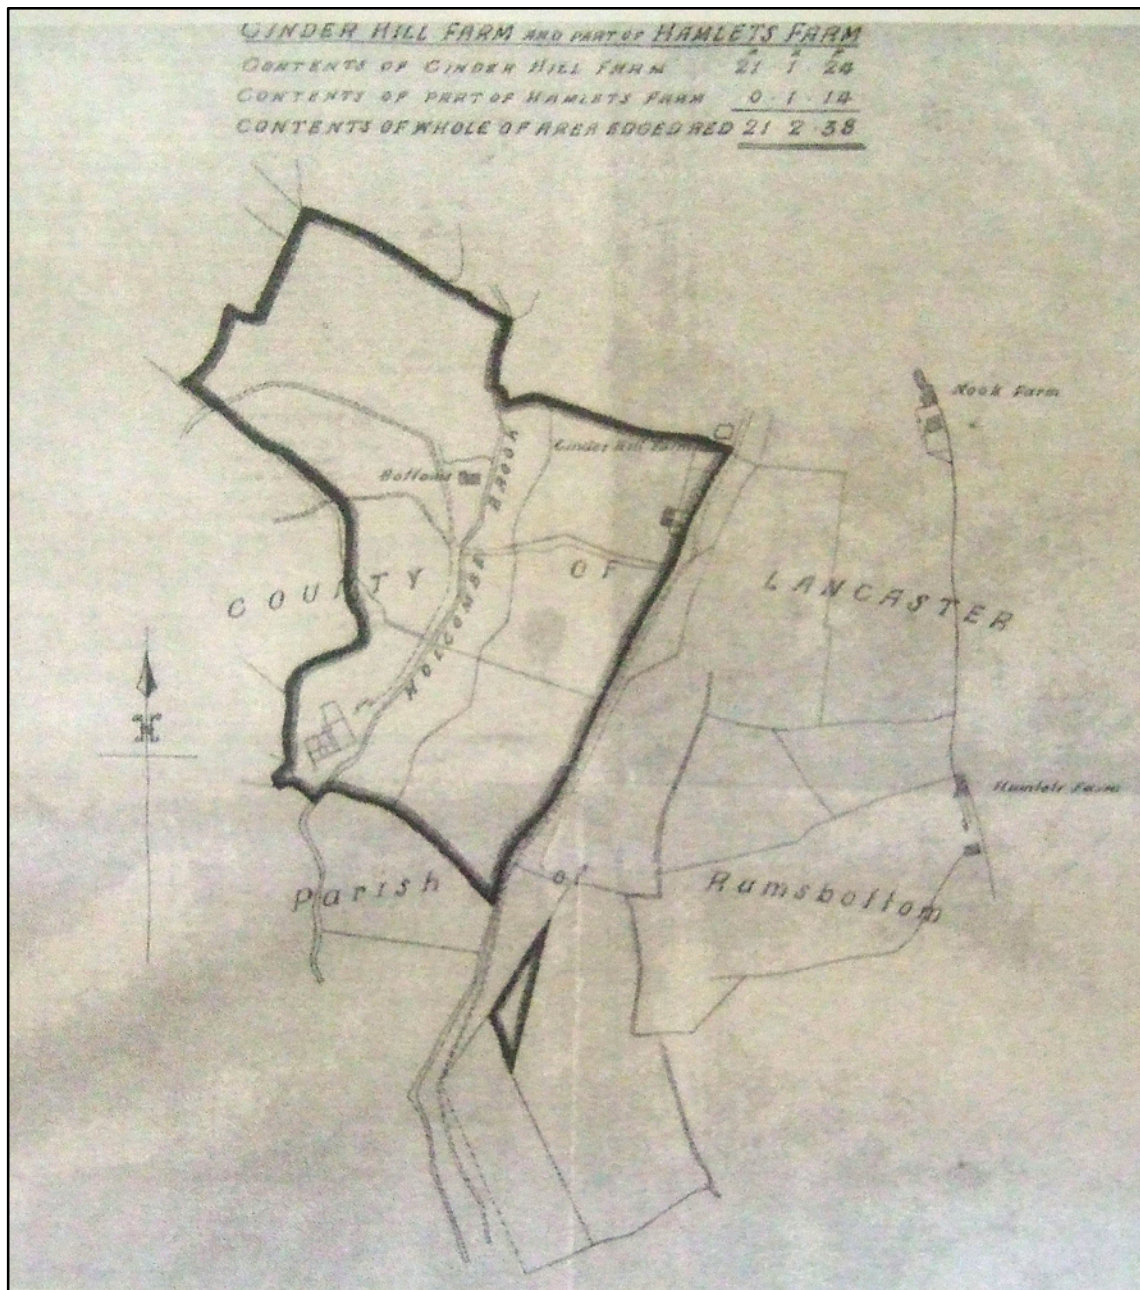 CINDER HILL FARM AND PART OF HAMLETS FARM
A R P
CONTENTS OF CINDER HILL FARM 21 1 24
CONTENTS OF PART OF HAMLETS FARM 0·1·14
CONTENTS OF WHOLE OF AREA EDGED RED 21 2·38
Nook Farm
Cinder Hill Farm
Bottoms
HOLCOMBE BROOK
COUNTY OF LANCASTER
N
Hamlets Farm
Parish of Ramsbottom